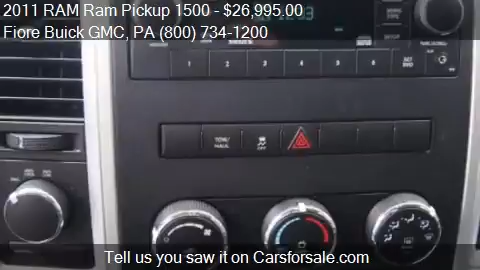 2011 RAM Ram Pickup 1500 - $26,995.00
Fiore Buick GMC, PA (800) 734-1200
1 2 3 4 5 6
TOW/
HAUL
OFF
Tell us you saw it on Carsforsale.com